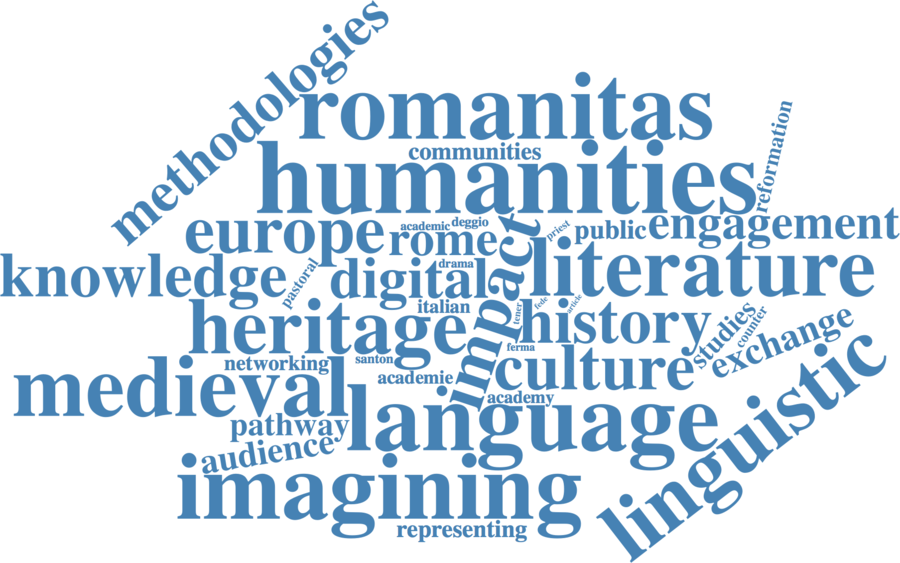 methodologies
romanitas
communities
humanities
reformation
europe
academic
deggio
rome
priest
public
engagement
knowledge
pastoral
digital
drama
impact
literature
italian
tener
fede
article
heritage
history
studies
counter
exchange
networking
santon
ferma
culture
academie
academy
medieval
language
linguistic
pathway
audience
imagining
representing